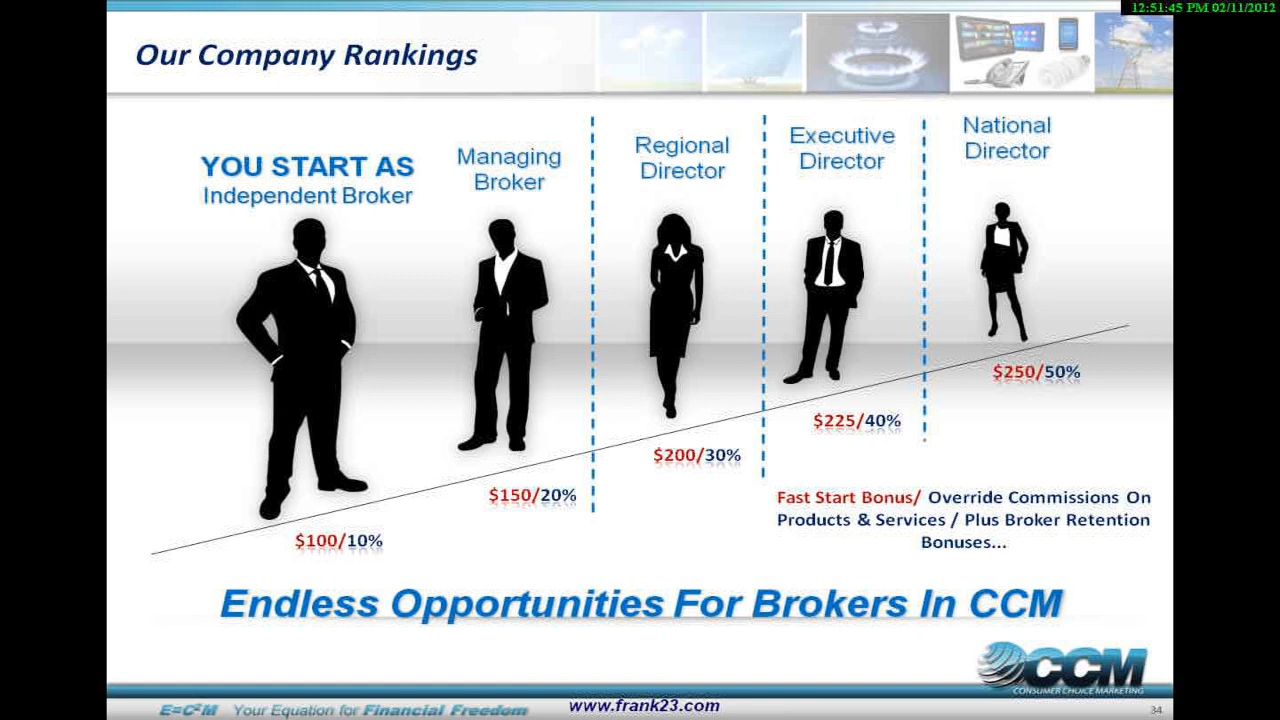 12:51:45 PM 02/11/2012
Our Company Rankings
YOU START AS
Independent Broker
Managing
Broker
Regional
Director
Executive
Director
National
Director
$100/10%
$150/20%
$200/30%
$225/40%
$250/50%
Fast Start Bonus/ Override Commissions On
Products & Services / Plus Broker Retention
Bonuses...
Endless Opportunities For Brokers In CCM
CCM
CONSUMER CHOICE MARKETING
E=C²M Your Equation for Financial Freedom
www.frank23.com
34